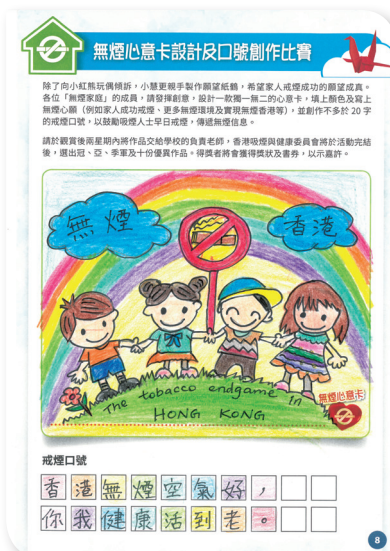 無煙心意卡設計及口號創作比賽
除了向小紅熊玩偶傾訴，小慧更親手製作願望紙鶴，希望家人戒煙成功的願望成真。
各位「無煙家庭」的成員，請發揮創意，設計一款獨一無二的心意卡，填上顏色及寫上
無煙心願（例如家人成功戒煙、更多無煙環境及實現無煙香港等），並創作不多於 20 字
的戒煙口號，以鼓勵吸煙人士早日戒煙，傳遞無煙信息。
請於觀賞後兩星期內將作品交給學校的負責老師，香港吸煙與健康委員會將於活動完結
後，選出冠、亞、季軍及十份優異作品。得獎者將會獲得獎狀及書券，以示嘉許。
無煙
香港
The tobacco endgame in
HONG KONG
無煙心意卡
戒煙口號
香港無煙空氣好，
你我健康活到老。
8